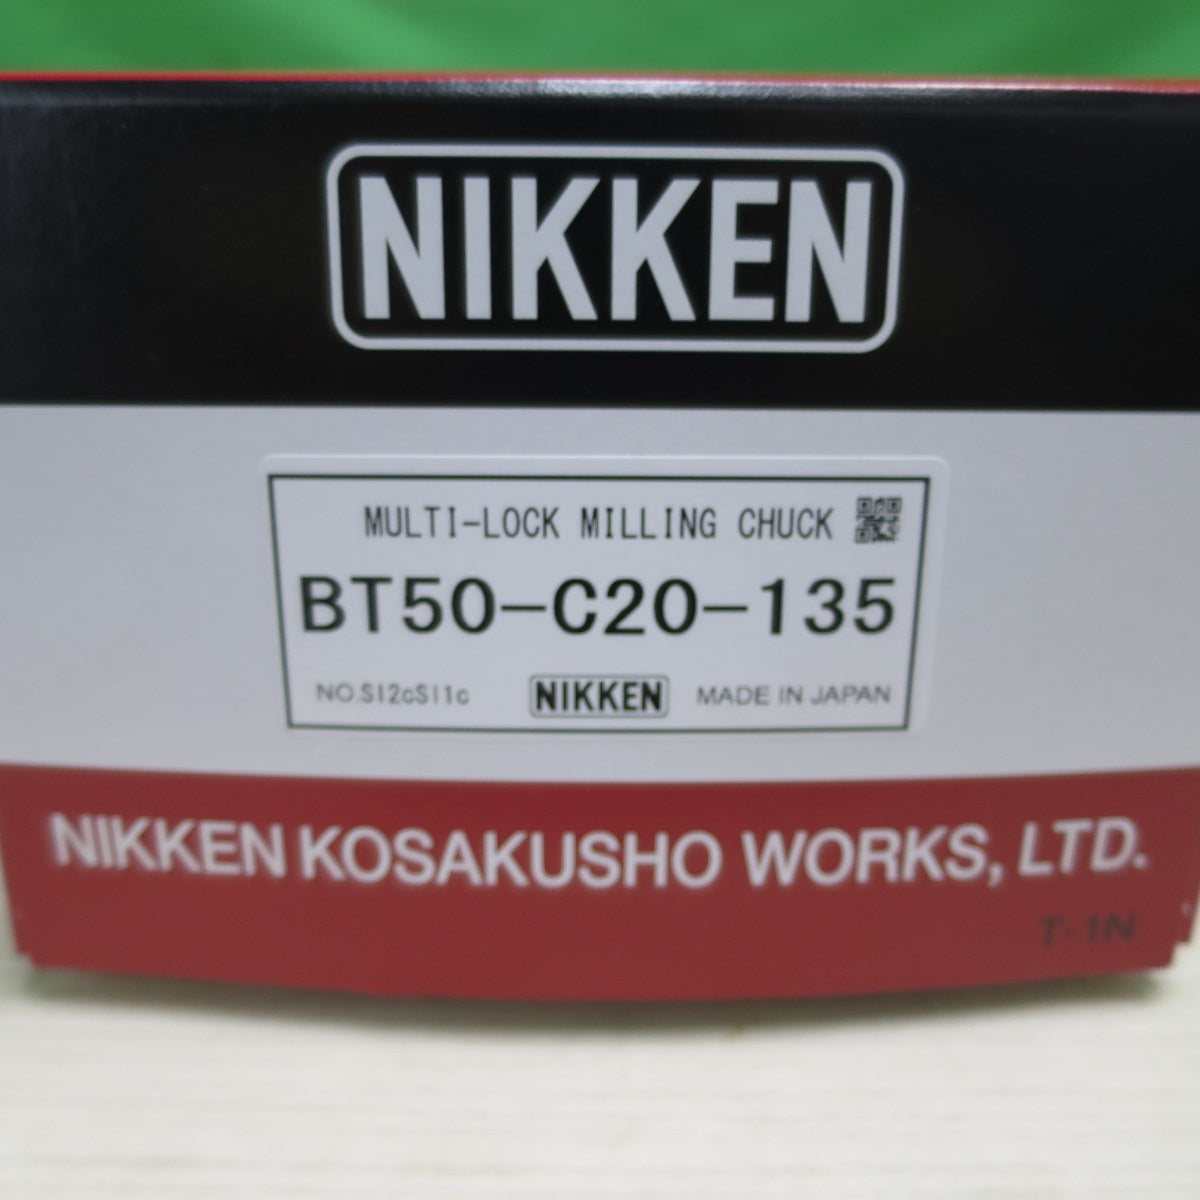 NIKKEN
MULTI-LOCK MILLING CHUCK
BT50-C20-135
NO.S12cS11c NIKKEN MADE IN JAPAN
NIKKEN KOSAKUSHO WORKS, LTD.
T-1N